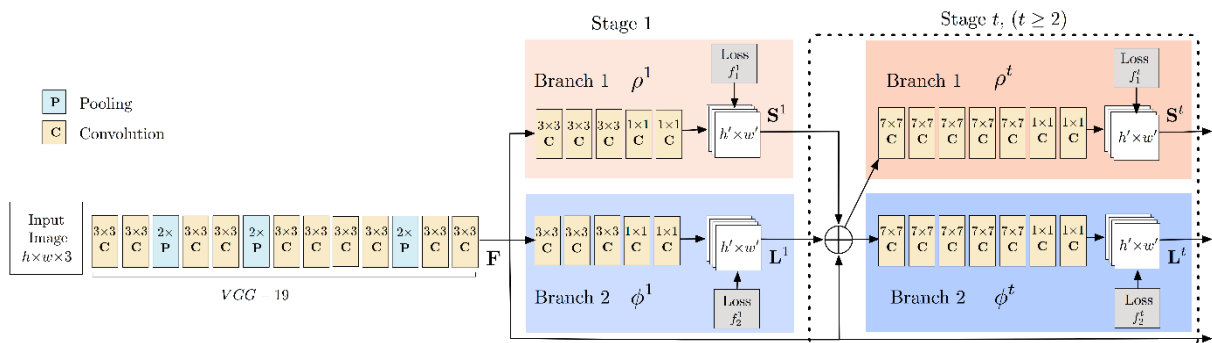 Stage 1
Stage t, (t ≥ 2)
P Pooling
C Convolution
Branch 1 ρ¹
Loss
f₁¹
3×3 C 3×3 C 3×3 C 1×1 C 1×1 C
h′×w′
S¹
Branch 1 ρᵗ
Loss
f₁ᵗ
7×7 C 7×7 C 7×7 C 7×7 C 7×7 C 1×1 C 1×1 C
h′×w′
Sᵗ
Input
Image
h×w×3
3×3 C 3×3 C 2× P 3×3 C 3×3 C 2× P 3×3 C 3×3 C 3×3 C 3×3 C 2× P 3×3 C 3×3 C
VGG – 19
F
3×3 C 3×3 C 3×3 C 1×1 C 1×1 C
h′×w′
L¹
Branch 2 ϕ¹
Loss
f₂¹
7×7 C 7×7 C 7×7 C 7×7 C 7×7 C 1×1 C 1×1 C
h′×w′
Lᵗ
Branch 2 ϕᵗ
Loss
f₂ᵗ